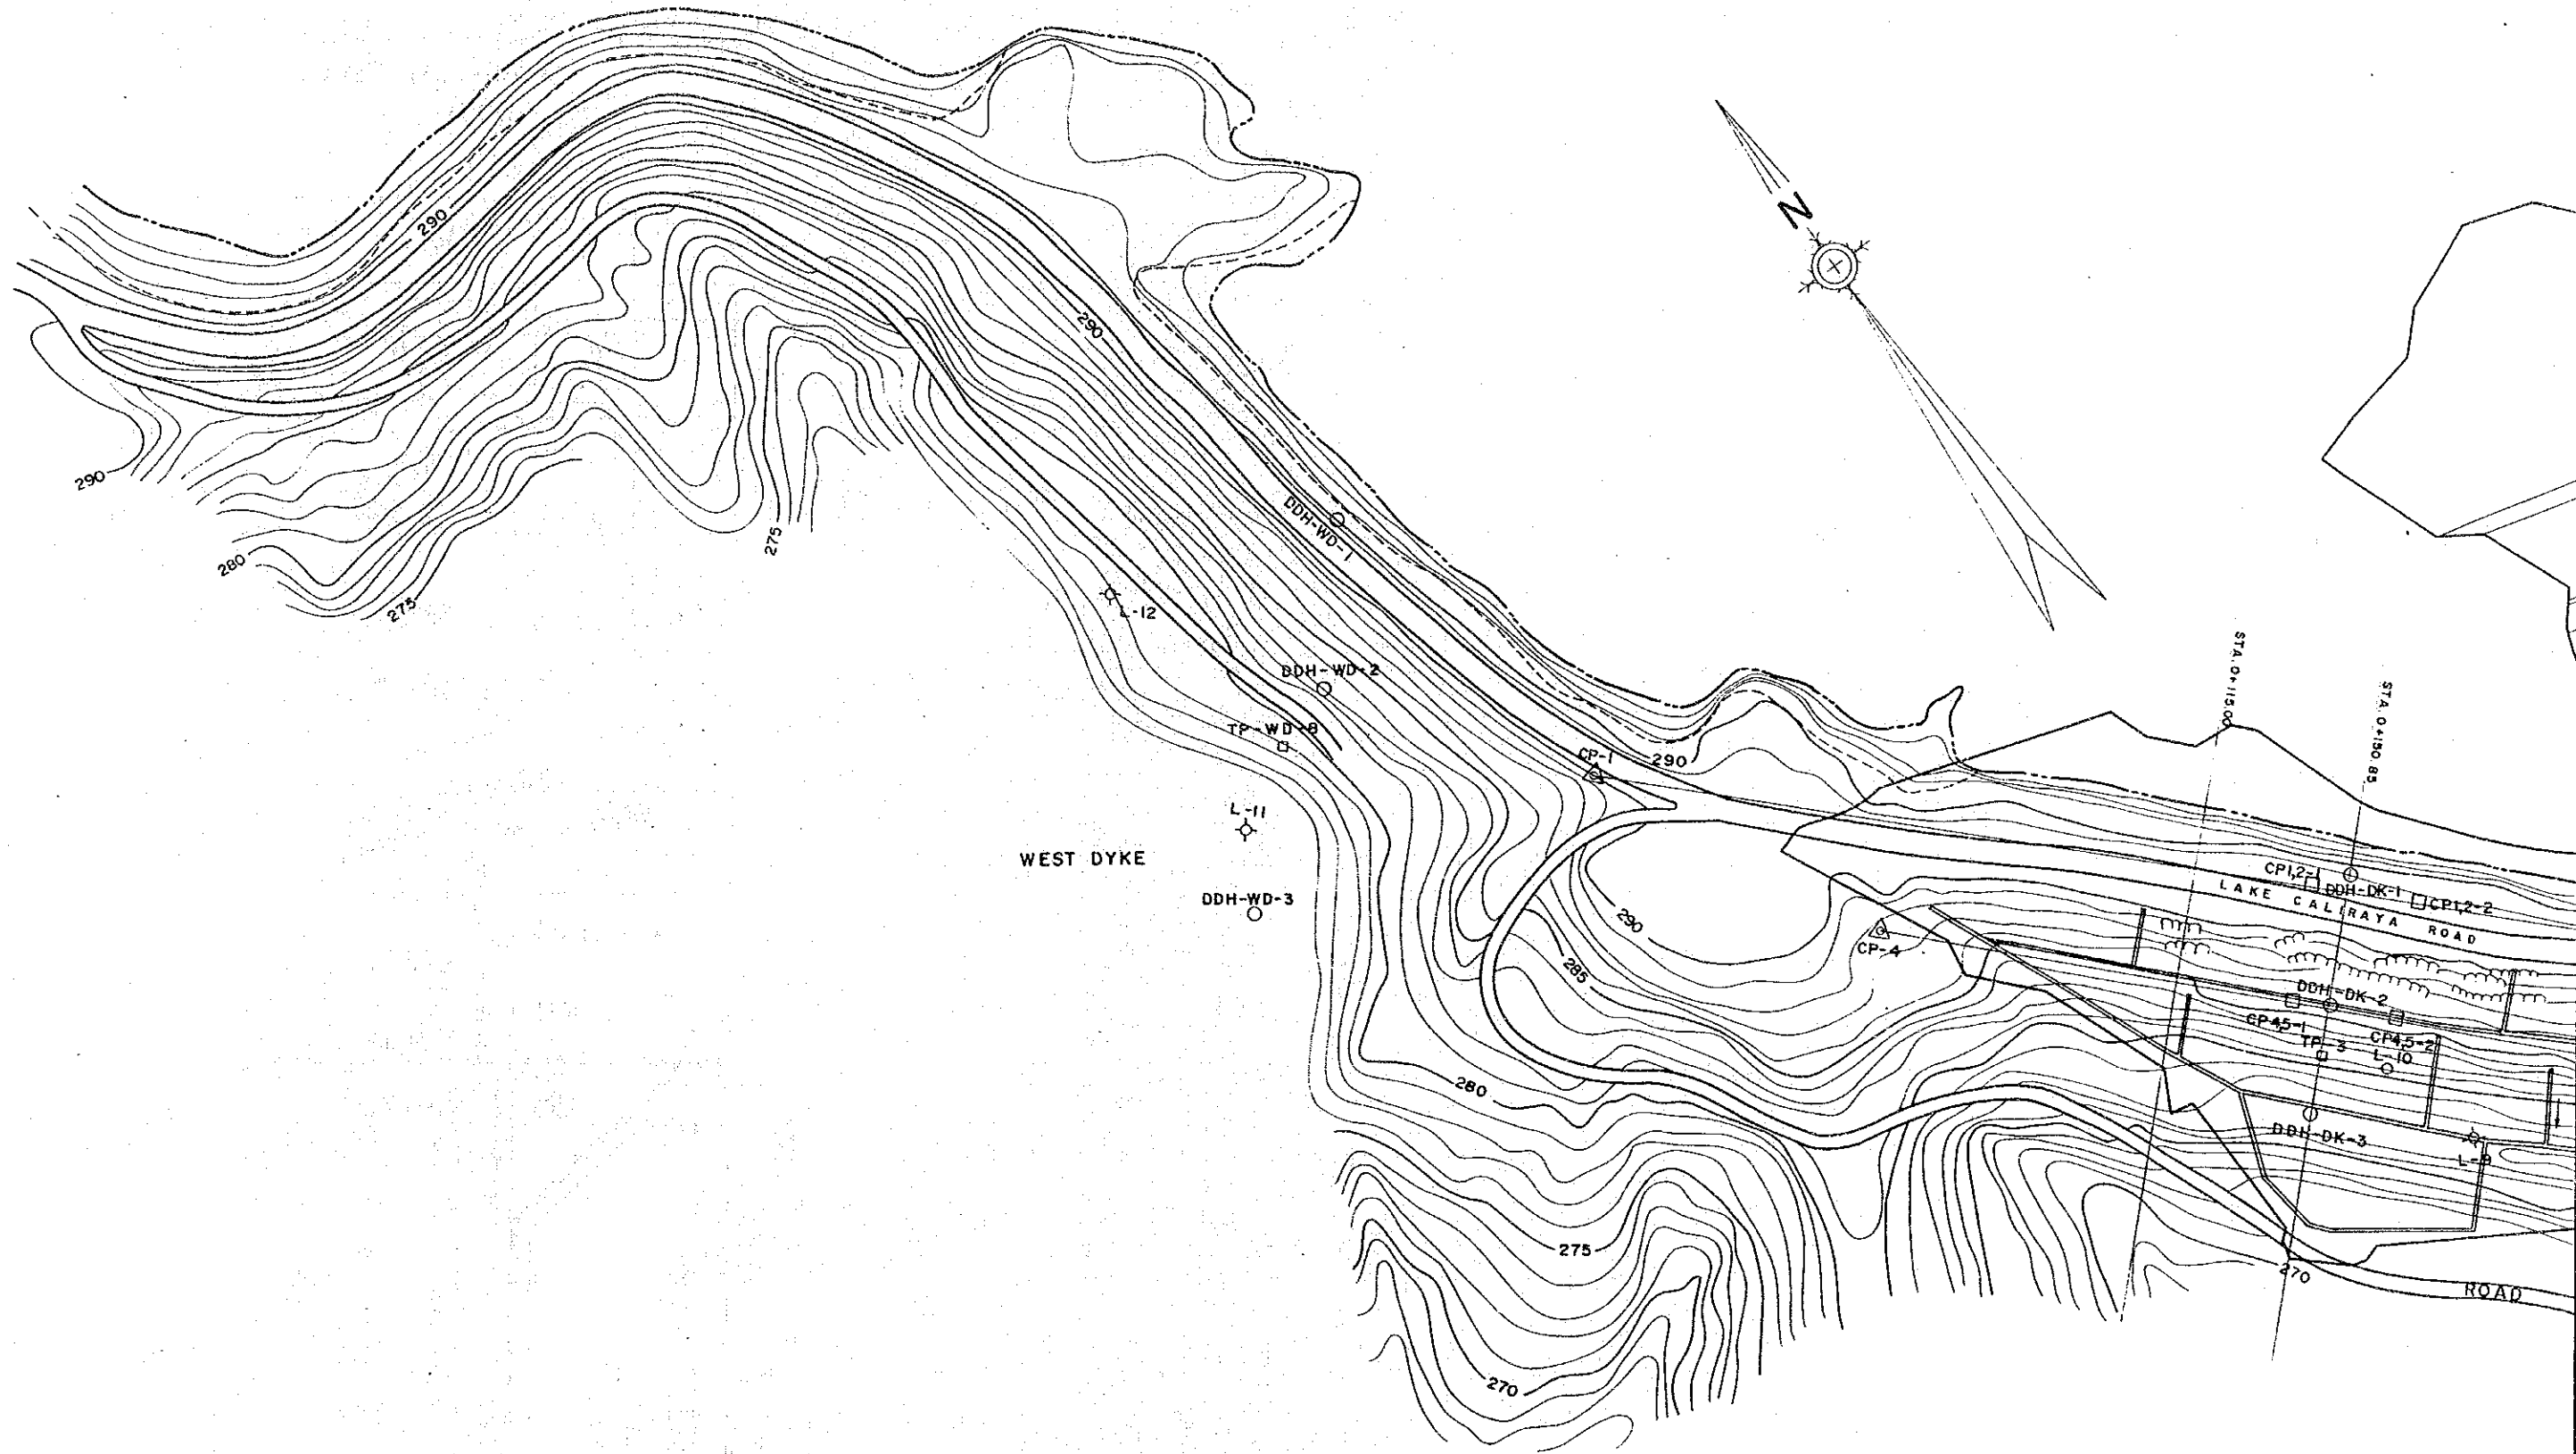 N
290
290
290
275
280
275
DDH-WD-1
L-12
DDH-WD-2
TP-WD-8
L-11
WEST DYKE
DDH-WD-3
CP-1
290
STA. 0+115.00
STA. 0+150.85
CP1,2-1
DDH-DK-1
CP1,2-2
LAKE CALIRAYA ROAD
290
CP-4
285
DDH-DK-2
CP4,5-1
CP4,5-2
TP-3
L-10
280
DDH-DK-3
L-9
275
270
ROAD
270